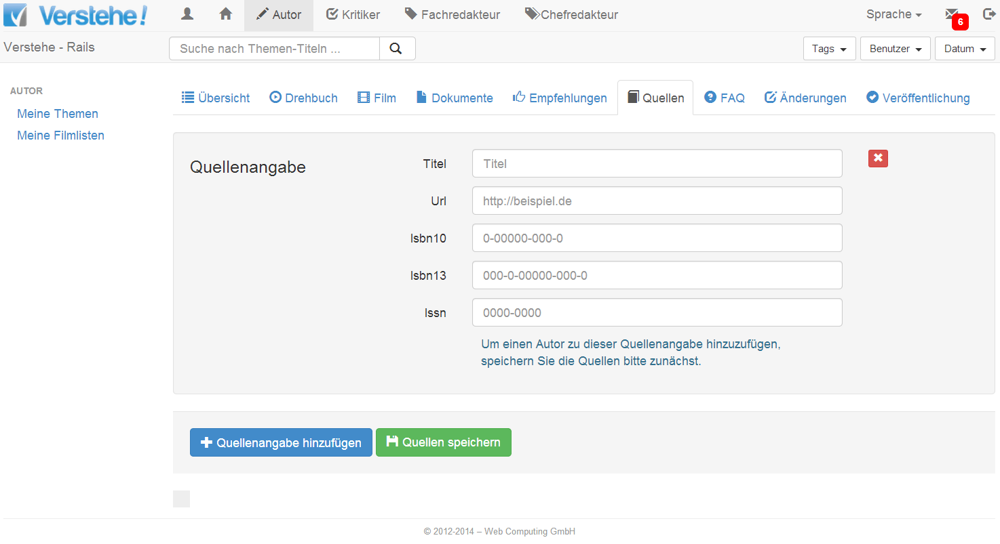 Verstehe!
Autor
Kritiker
Fachredakteur
Chefredakteur
Sprache
6
Verstehe - Rails
Suche nach Themen-Titeln ...
Tags
Benutzer
Datum
AUTOR
Meine Themen
Meine Filmlisten
Übersicht
Drehbuch
Film
Dokumente
Empfehlungen
Quellen
FAQ
Änderungen
Veröffentlichung
Quellenangabe
Titel
Titel
Url
http://beispiel.de
Isbn10
0-00000-000-0
Isbn13
000-0-00000-000-0
Issn
0000-0000
Um einen Autor zu dieser Quellenangabe hinzuzufügen,
speichern Sie die Quellen bitte zunächst.
Quellenangabe hinzufügen
Quellen speichern
© 2012-2014 – Web Computing GmbH